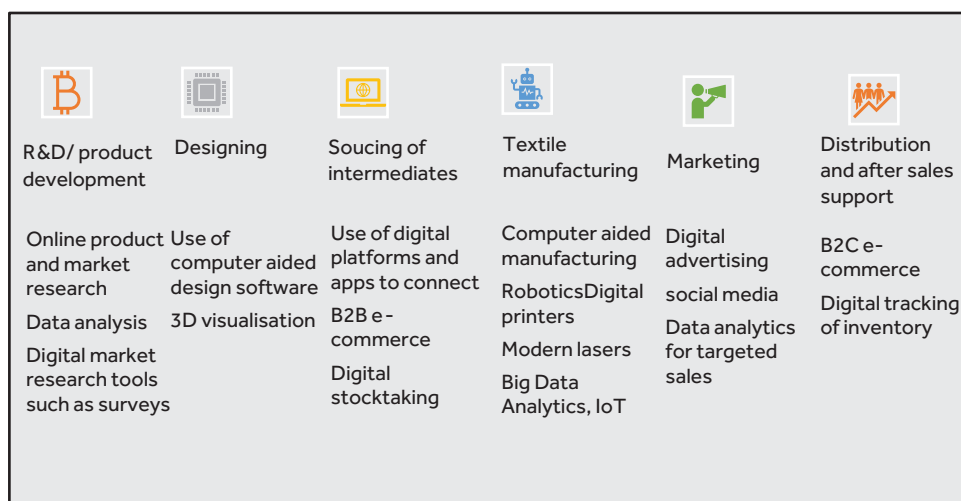 R&D/ product
development
Designing
Soucing of
intermediates
Textile
manufacturing
Marketing
Distribution
and after sales
support
Online product
and market
research
Data analysis
Digital market
research tools
such as surveys
Use of
computer aided
design software
3D visualisation
Use of digital
platforms and
apps to connect
B2B e-
commerce
Digital
stocktaking
Computer aided
manufacturing
RoboticsDigital
printers
Modern lasers
Big Data
Analytics, IoT
Digital
advertising
social media
Data analytics
for targeted
sales
B2C e-
commerce
Digital tracking
of inventory